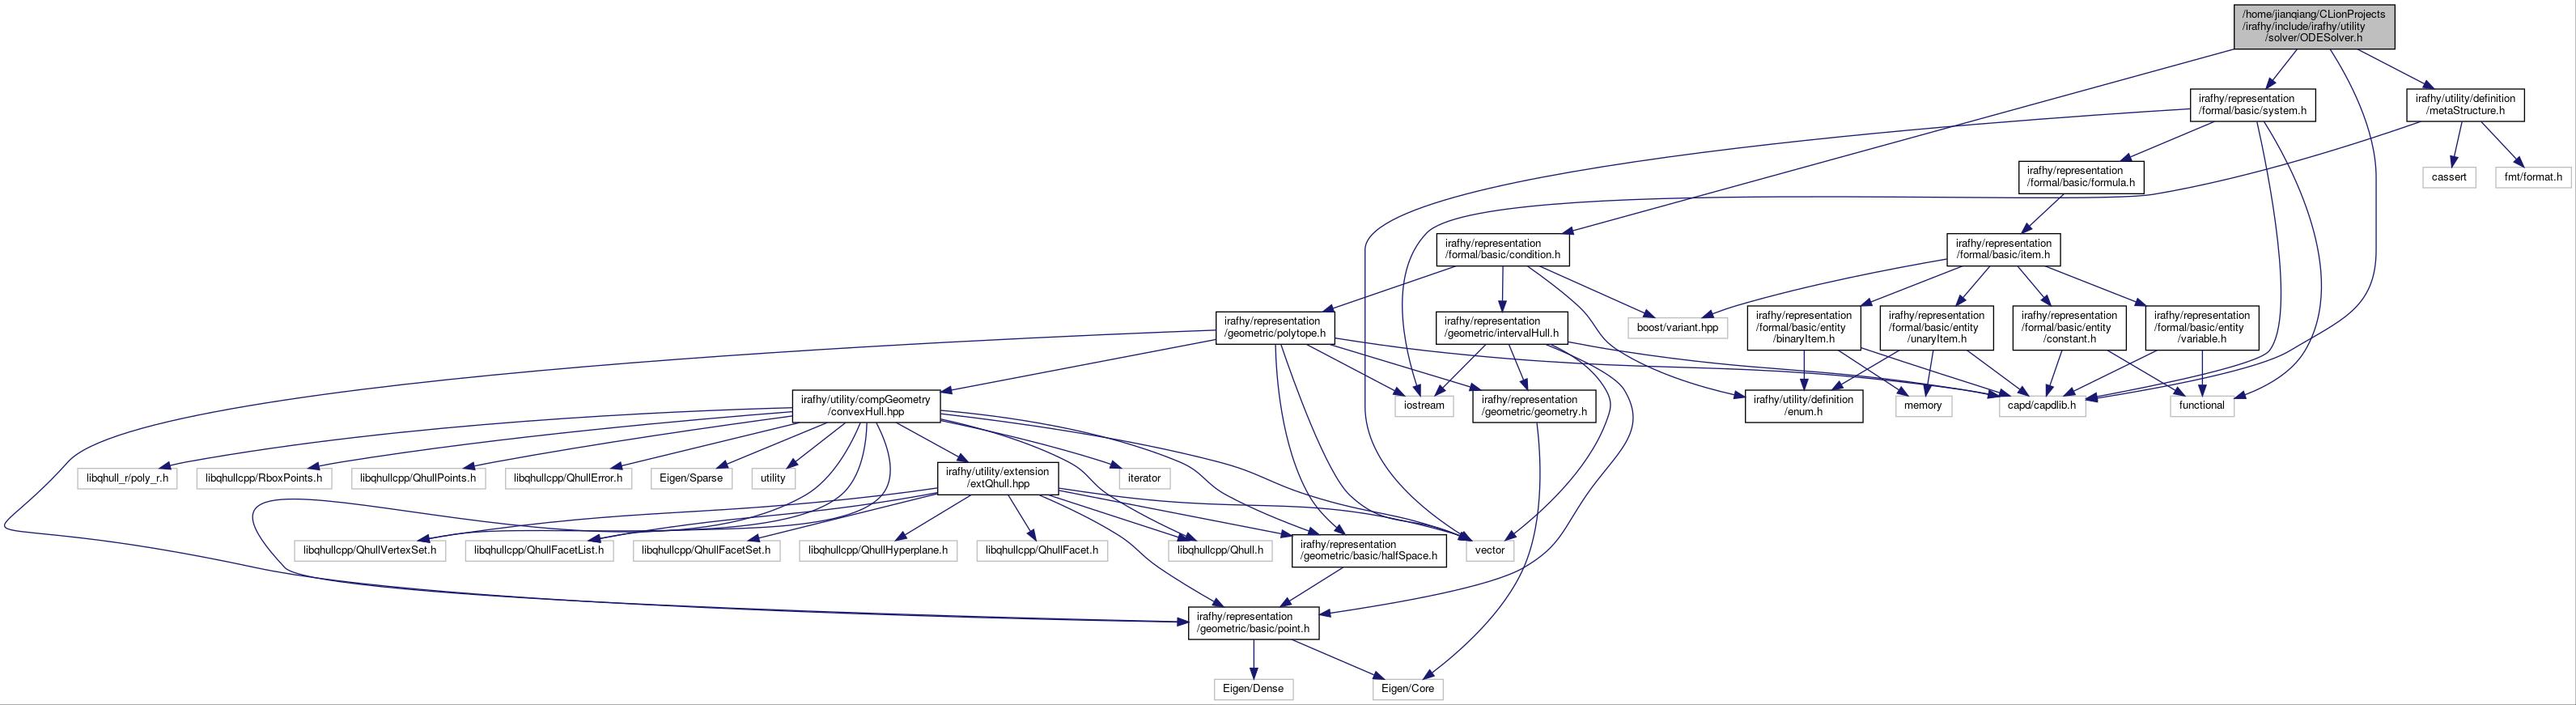 /home/jianqiang/CLionProjects
/irafhy/include/irafhy/utility
/solver/ODESolver.h
irafhy/representation
/formal/basic/system.h
irafhy/utility/definition
/metaStructure.h
irafhy/representation
/formal/basic/formula.h
cassert
fmt/format.h
irafhy/representation
/formal/basic/condition.h
irafhy/representation
/formal/basic/item.h
irafhy/representation
/geometric/polytope.h
irafhy/representation
/geometric/intervalHull.h
boost/variant.hpp
irafhy/representation
/formal/basic/entity
/binaryItem.h
irafhy/representation
/formal/basic/entity
/unaryItem.h
irafhy/representation
/formal/basic/entity
/constant.h
irafhy/representation
/formal/basic/entity
/variable.h
irafhy/utility/compGeometry
/convexHull.hpp
iostream
irafhy/representation
/geometric/geometry.h
irafhy/utility/definition
/enum.h
memory
capd/capdlib.h
functional
libqhull_r/poly_r.h
libqhullcpp/RboxPoints.h
libqhullcpp/QhullPoints.h
libqhullcpp/QhullError.h
Eigen/Sparse
utility
irafhy/utility/extension
/extQhull.hpp
iterator
libqhullcpp/QhullVertexSet.h
libqhullcpp/QhullFacetList.h
libqhullcpp/QhullFacetSet.h
libqhullcpp/QhullHyperplane.h
libqhullcpp/QhullFacet.h
libqhullcpp/Qhull.h
irafhy/representation
/geometric/basic/halfSpace.h
vector
irafhy/representation
/geometric/basic/point.h
Eigen/Dense
Eigen/Core